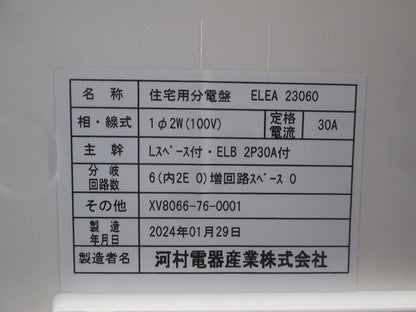 名 称 住宅用分電盤 ELEA 23060
相・線式 1φ2W(100V) 定格電流 30A
主 幹 Lｽﾍﾟｰｽ付・ELB 2P30A付
分岐回路数 6(内2E 0)増回路ｽﾍﾟｰｽ 0
その他 XV8066-76-0001
製造年月日 2024年01月29日
製造者名 河村電器産業株式会社